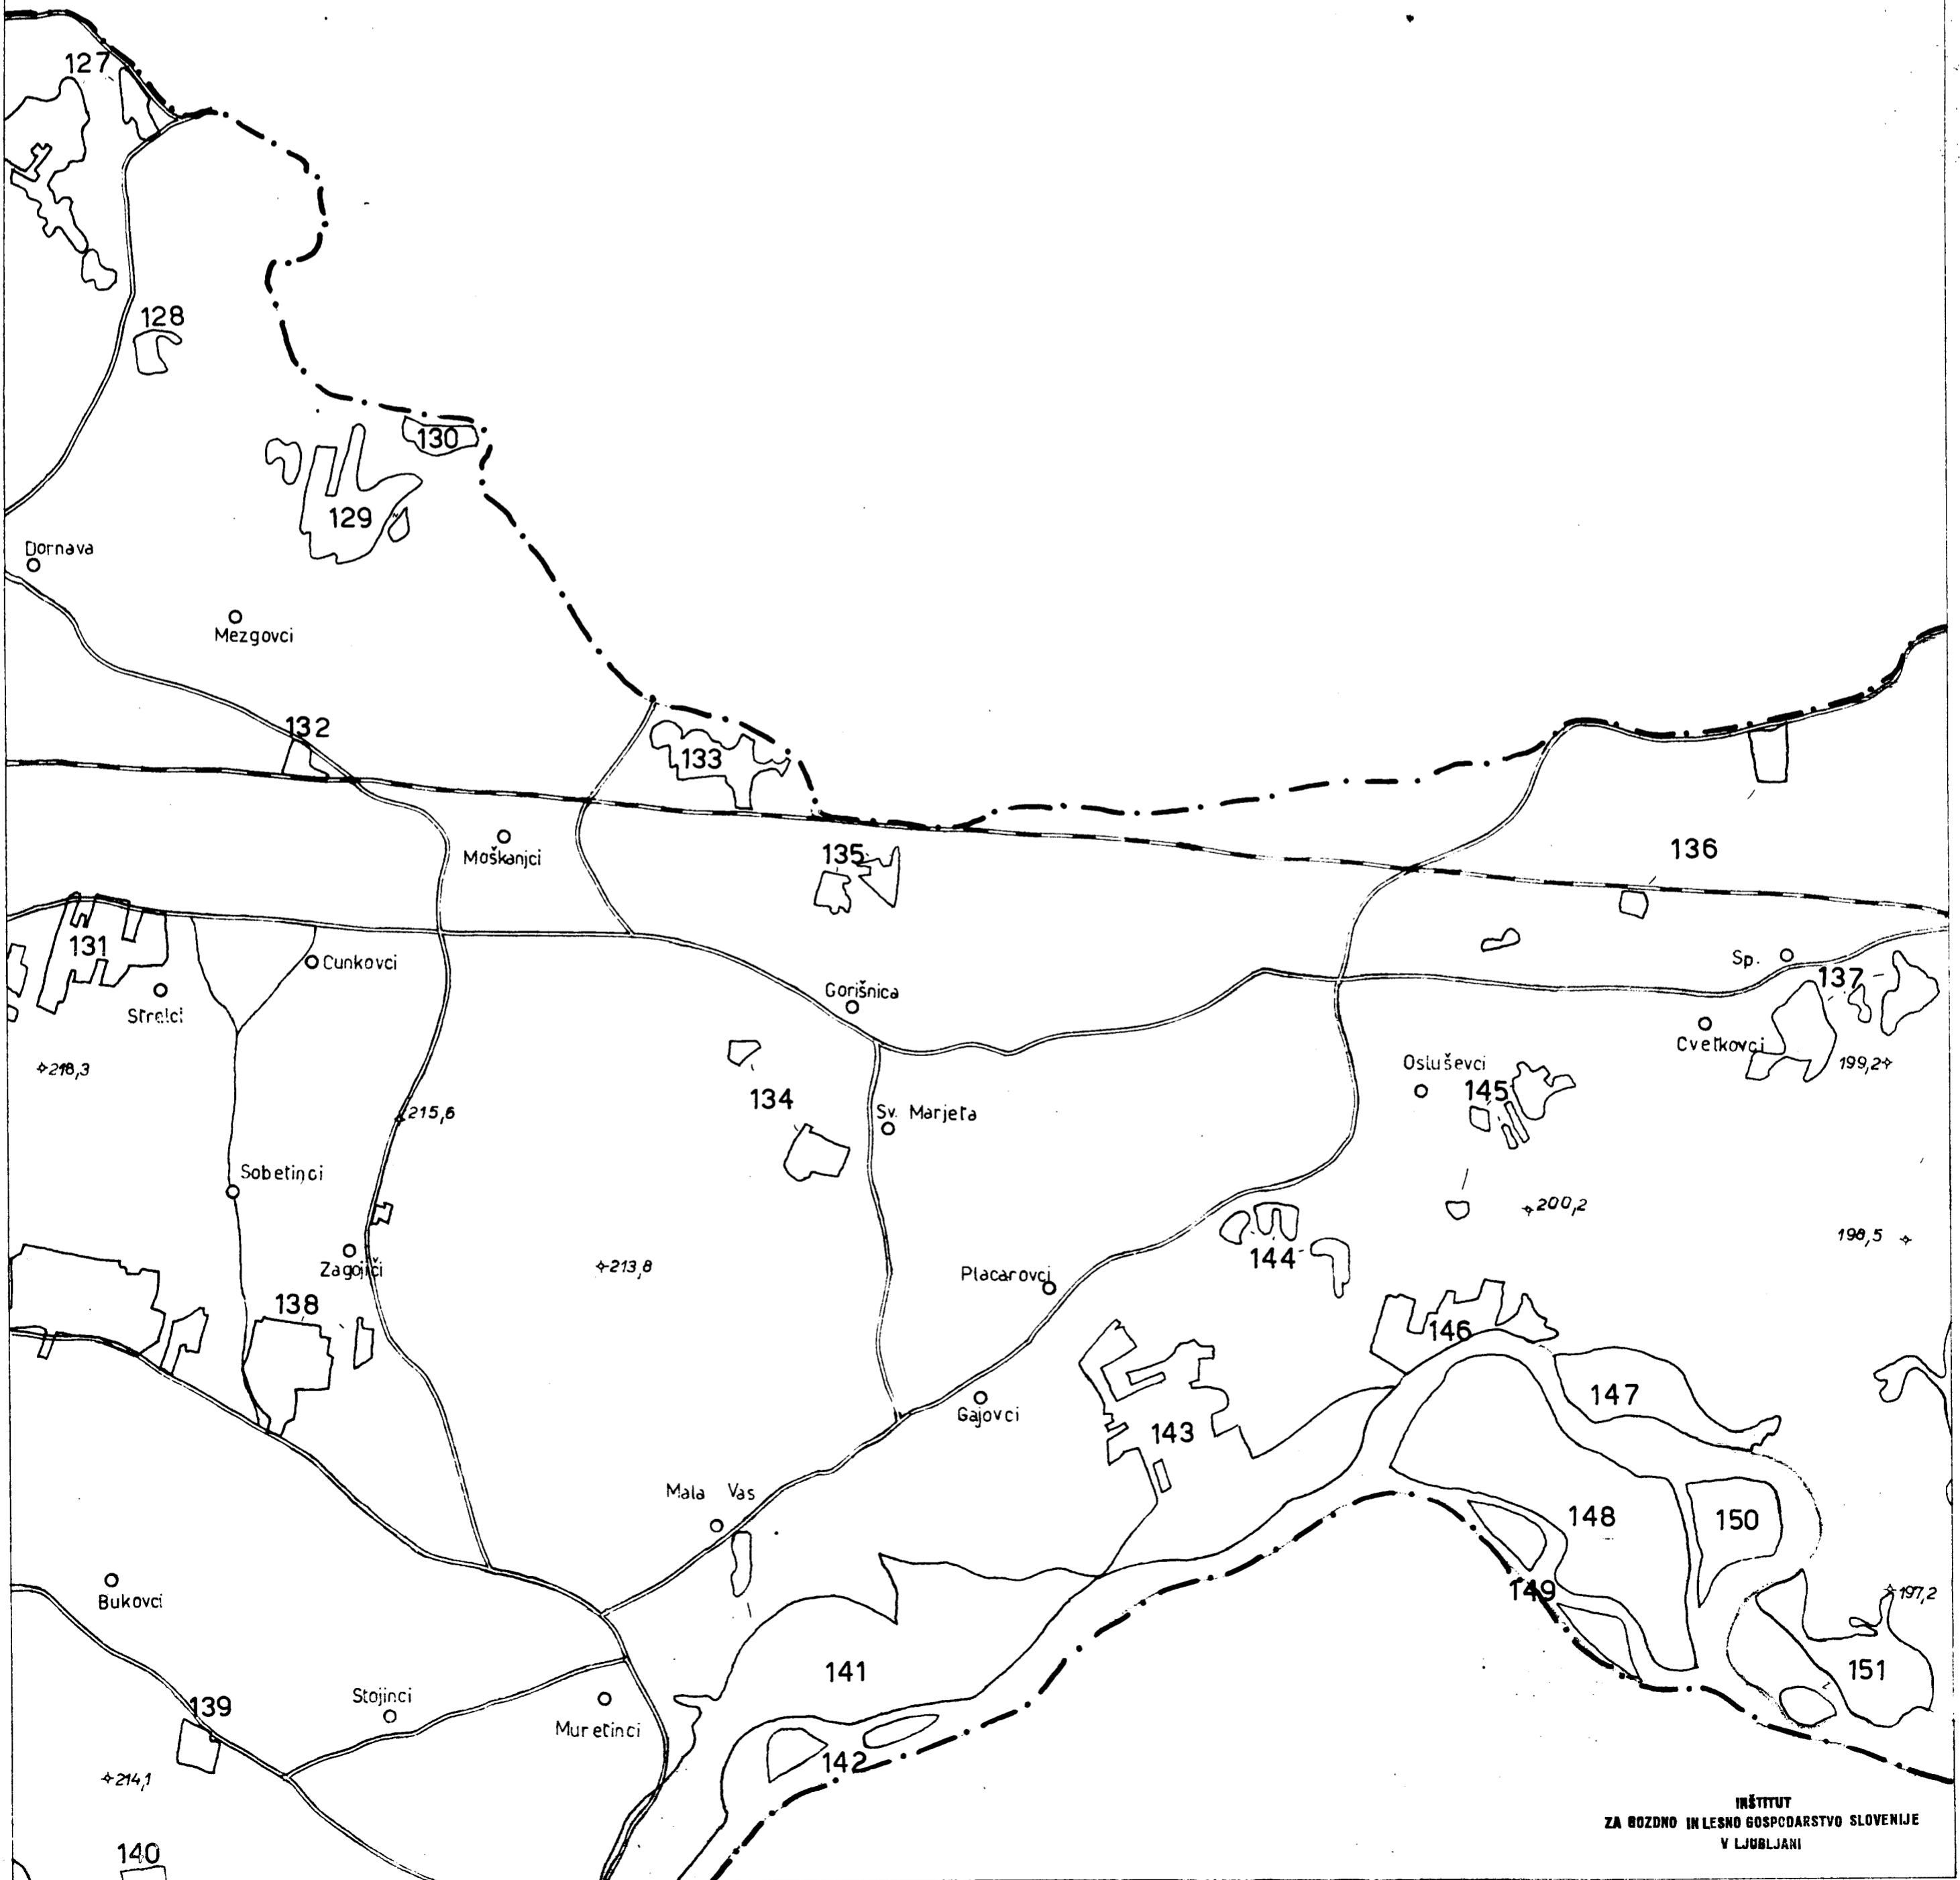 127
128
130
129
Dornava
Mezgovci
132
133
Moškanjci
135
136
131
Cunkovci
Strelci
Gorišnica
Sp.
137
Cvetkovci
218,3
134
Osluševci
199,2
145
215,6
Sv. Marjeta
Sobetinci
200,2
198,5
144
Zagojiči
213,8
Placarovci
138
146
147
Gajovci
143
Mala Vas
148
150
149
197,2
Bukovci
141
151
139
Stojinci
Muretinci
142
214,1
140
INŠTITUT
ZA GOZDNO IN LESNO GOSPODARSTVO SLOVENIJE
V LJUBLJANI